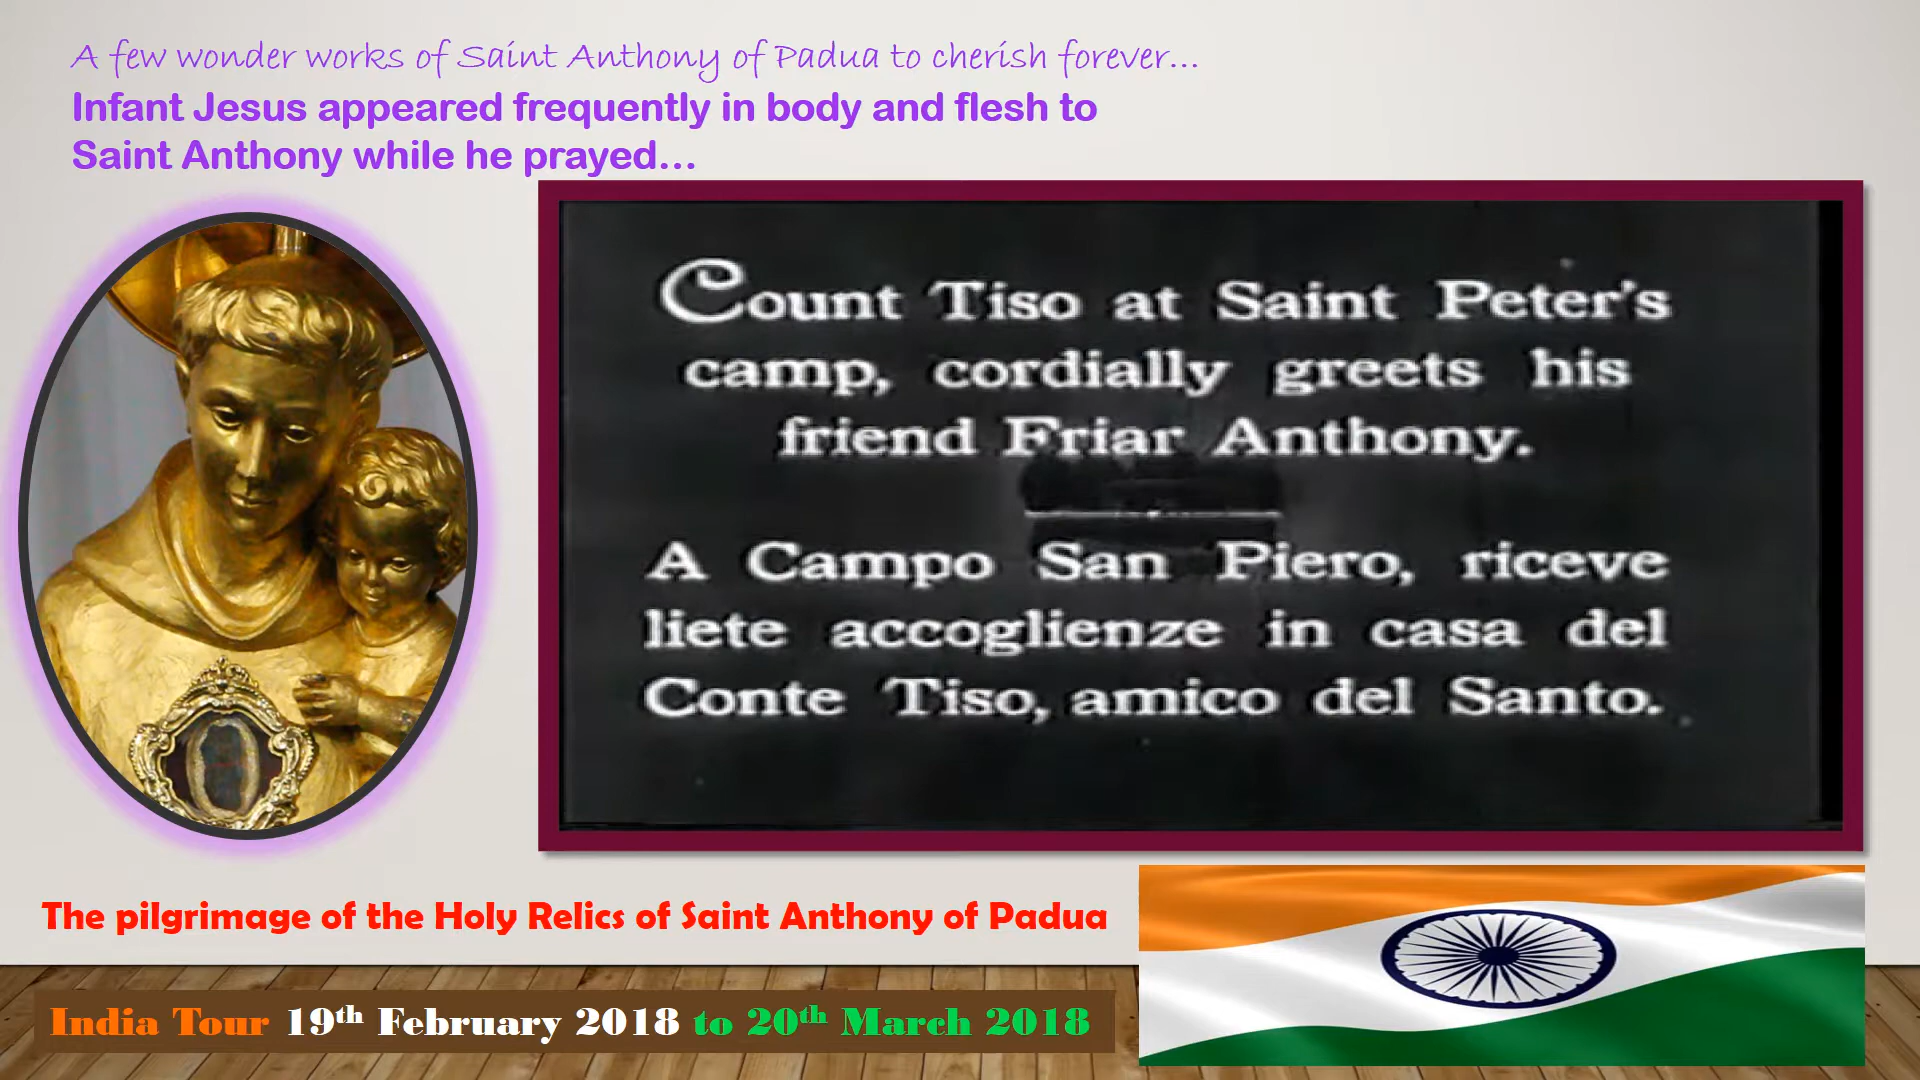 A few wonder works of Saint Anthony of Padua to cherish forever...
Infant Jesus appeared frequently in body and flesh to
Saint Anthony while he prayed...
Count Tiso at Saint Peter's
camp, cordially greets his
friend Friar Anthony.
A Campo San Piero, riceve
liete accoglienze in casa del
Conte Tiso, amico del Santo.
The pilgrimage of the Holy Relics of Saint Anthony of Padua
India Tour 19th February 2018 to 20th March 2018